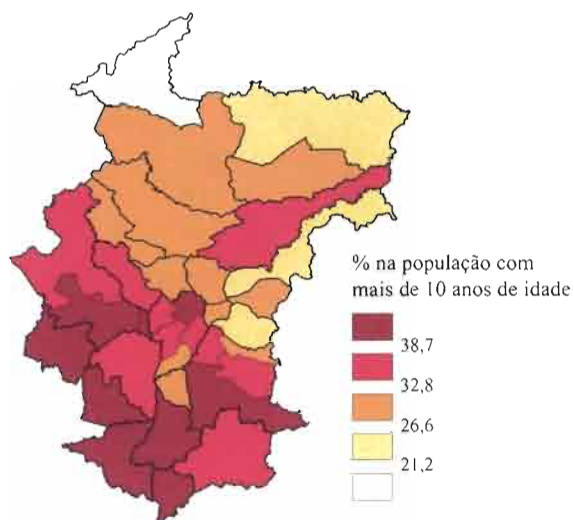 % na população com
mais de 10 anos de idade
38,7
32,8
26,6
21,2